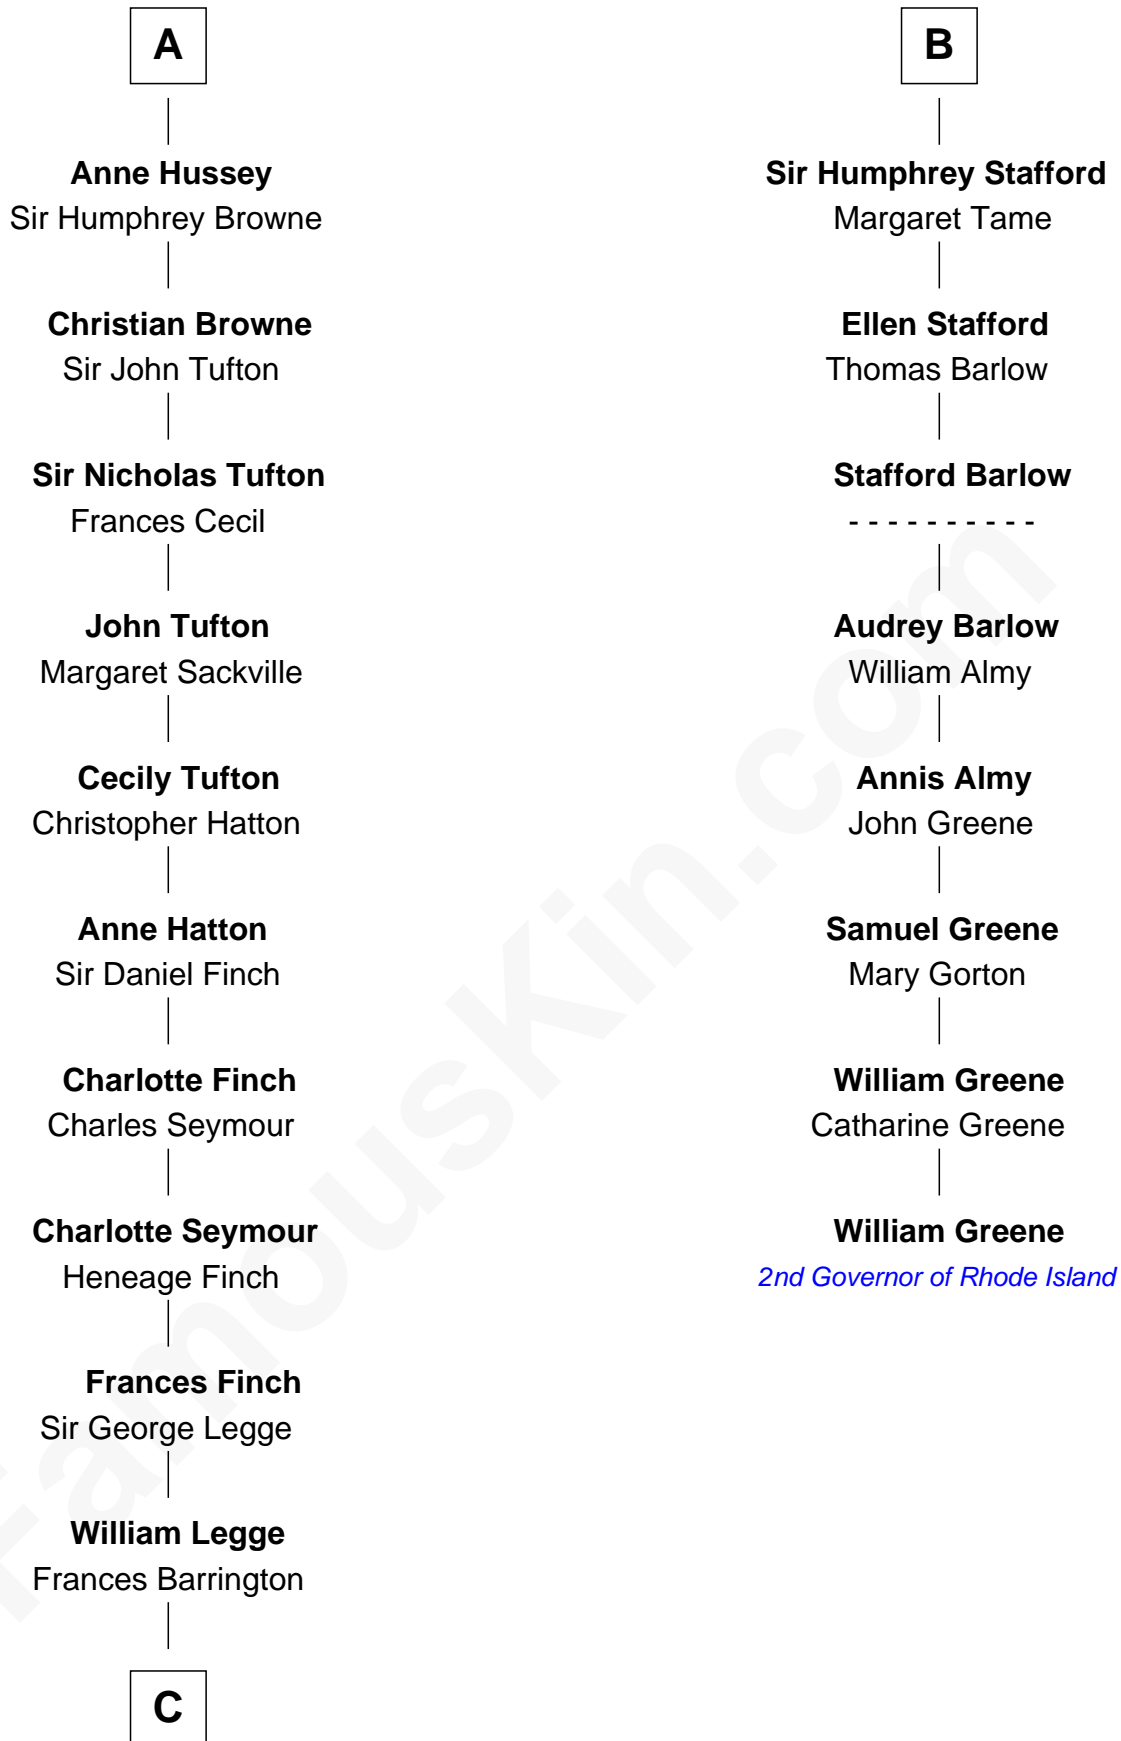 A
Anne Hussey
Sir Humphrey Browne
Christian Browne
Sir John Tufton
Sir Nicholas Tufton
Frances Cecil
John Tufton
Margaret Sackville
Cecily Tufton
Christopher Hatton
Anne Hatton
Sir Daniel Finch
Charlotte Finch
Charles Seymour
Charlotte Seymour
Heneage Finch
Frances Finch
Sir George Legge
William Legge
Frances Barrington
C
B
Sir Humphrey Stafford
Margaret Tame
Ellen Stafford
Thomas Barlow
Stafford Barlow
- - - - - - - - - -
Audrey Barlow
William Almy
Annis Almy
John Greene
Samuel Greene
Mary Gorton
William Greene
Catharine Greene
William Greene
2nd Governor of Rhode Island
FamousKin.com